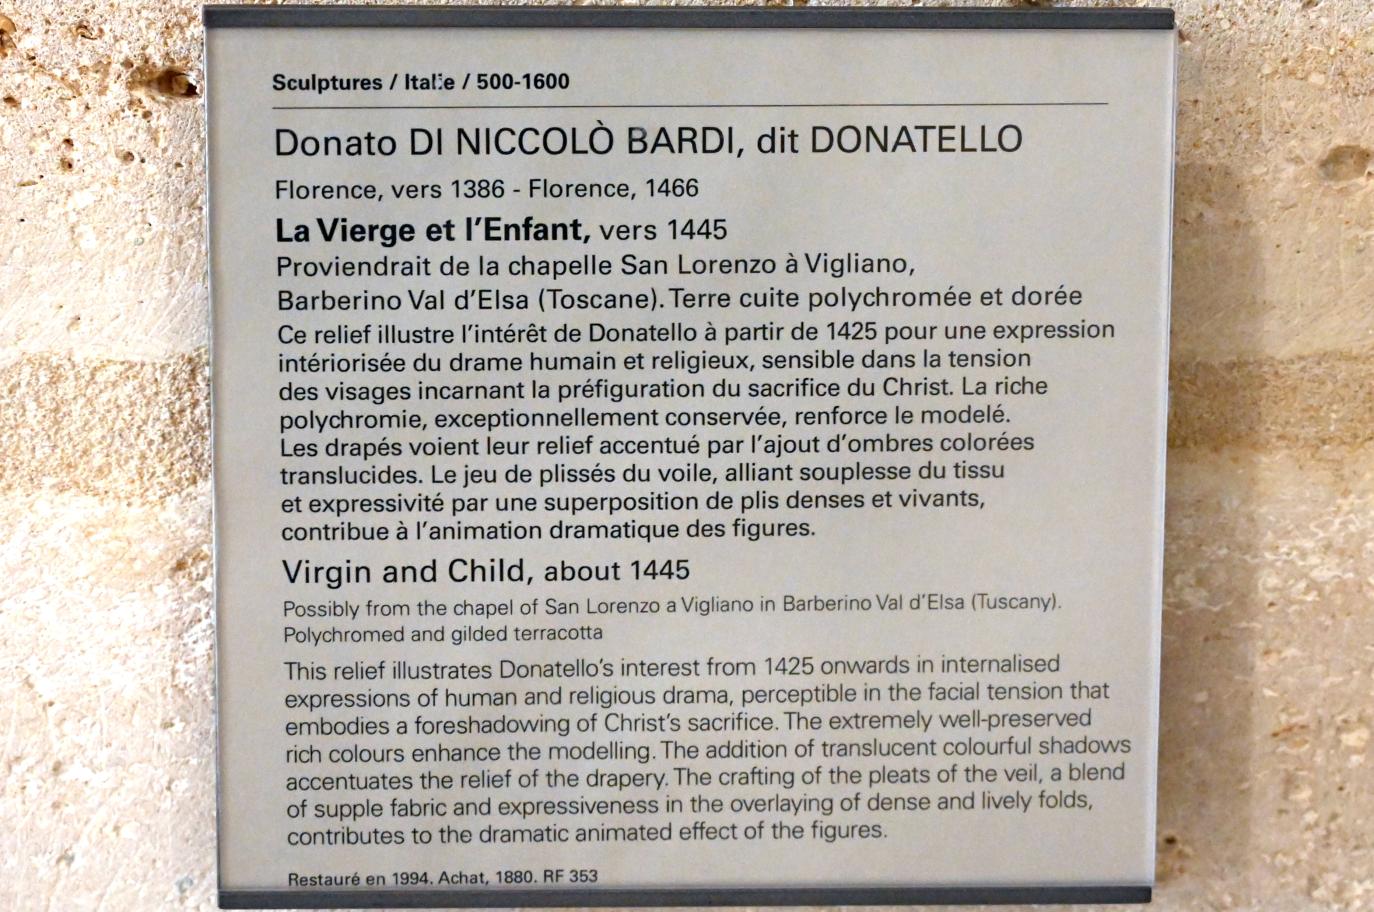 Sculptures / Italie / 500-1600
Donato DI NICCOLÒ BARDI, dit DONATELLO
Florence, vers 1386 - Florence, 1466
La Vierge et l'Enfant, vers 1445
Proviendrait de la chapelle San Lorenzo à Vigliano,
Barberino Val d'Elsa (Toscane). Terre cuite polychromée et dorée
Ce relief illustre l'intérêt de Donatello à partir de 1425 pour une expression
intériorisée du drame humain et religieux, sensible dans la tension
des visages incarnant la préfiguration du sacrifice du Christ. La riche
polychromie, exceptionnellement conservée, renforce le modelé.
Les drapés voient leur relief accentué par l'ajout d'ombres colorées
translucides. Le jeu de plissés du voile, alliant souplesse du tissu
et expressivité par une superposition de plis denses et vivants,
contribue à l'animation dramatique des figures.
Virgin and Child, about 1445
Possibly from the chapel of San Lorenzo a Vigliano in Barberino Val d'Elsa (Tuscany).
Polychromed and gilded terracotta
This relief illustrates Donatello's interest from 1425 onwards in internalised
expressions of human and religious drama, perceptible in the facial tension that
embodies a foreshadowing of Christ's sacrifice. The extremely well-preserved
rich colours enhance the modelling. The addition of translucent colourful shadows
accentuates the relief of the drapery. The crafting of the pleats of the veil, a blend
of supple fabric and expressiveness in the overlaying of dense and lively folds,
contributes to the dramatic animated effect of the figures.
Restauré en 1994. Achat, 1880. RF 353